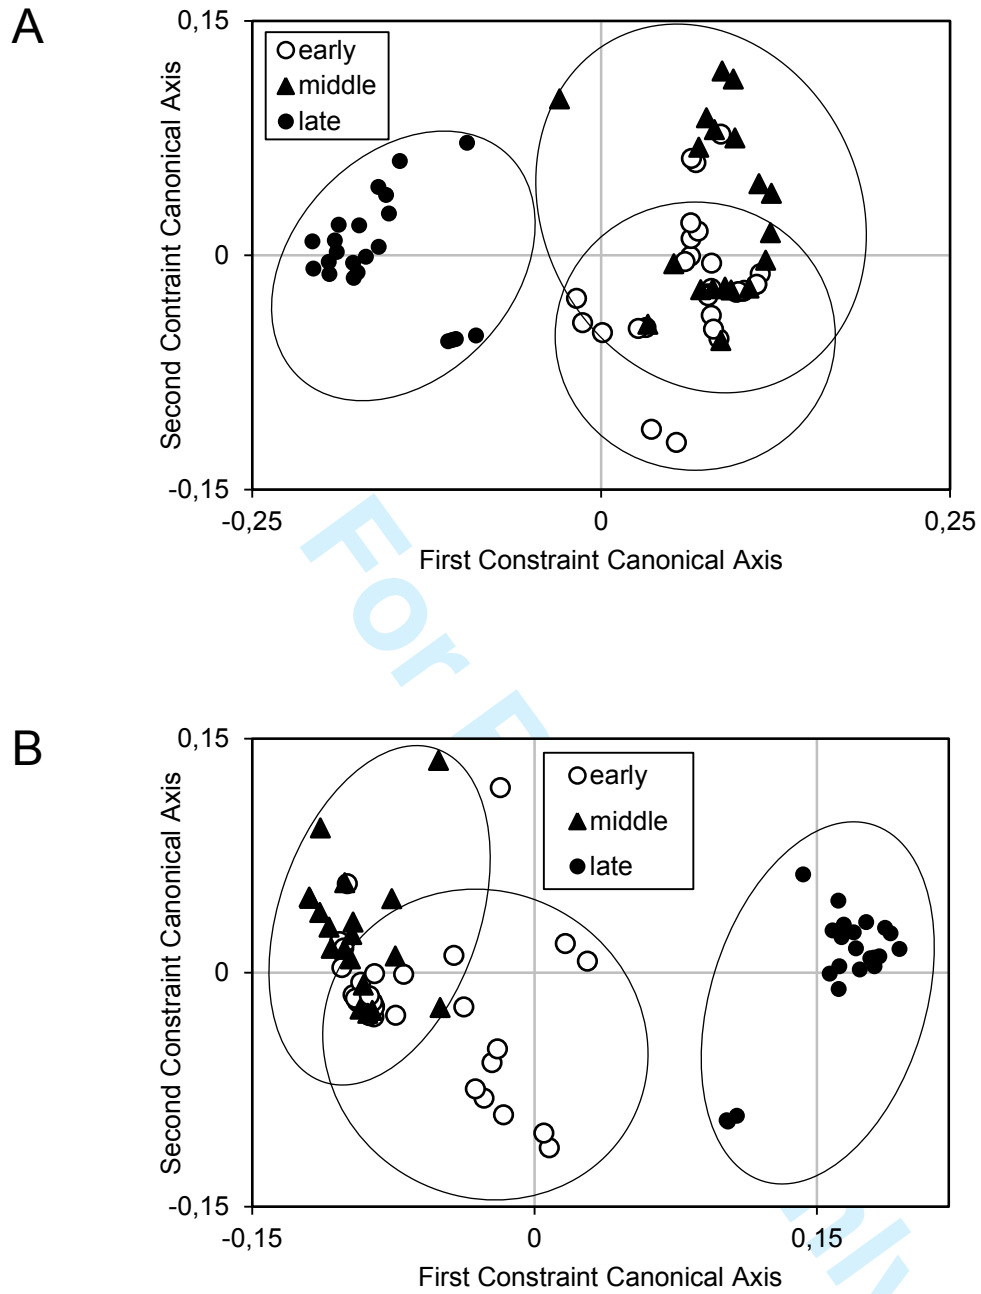 A
0,15
early
middle
late
Second Contraint Canonical Axis
-0,15
-0,25
0
0,25
First Constraint Canonical Axis
For
B
0,15
early
middle
late
0
Second Constraint Canonical Axis
-0,15
-0,15
0
0,15
First Constraint Canonical Axis